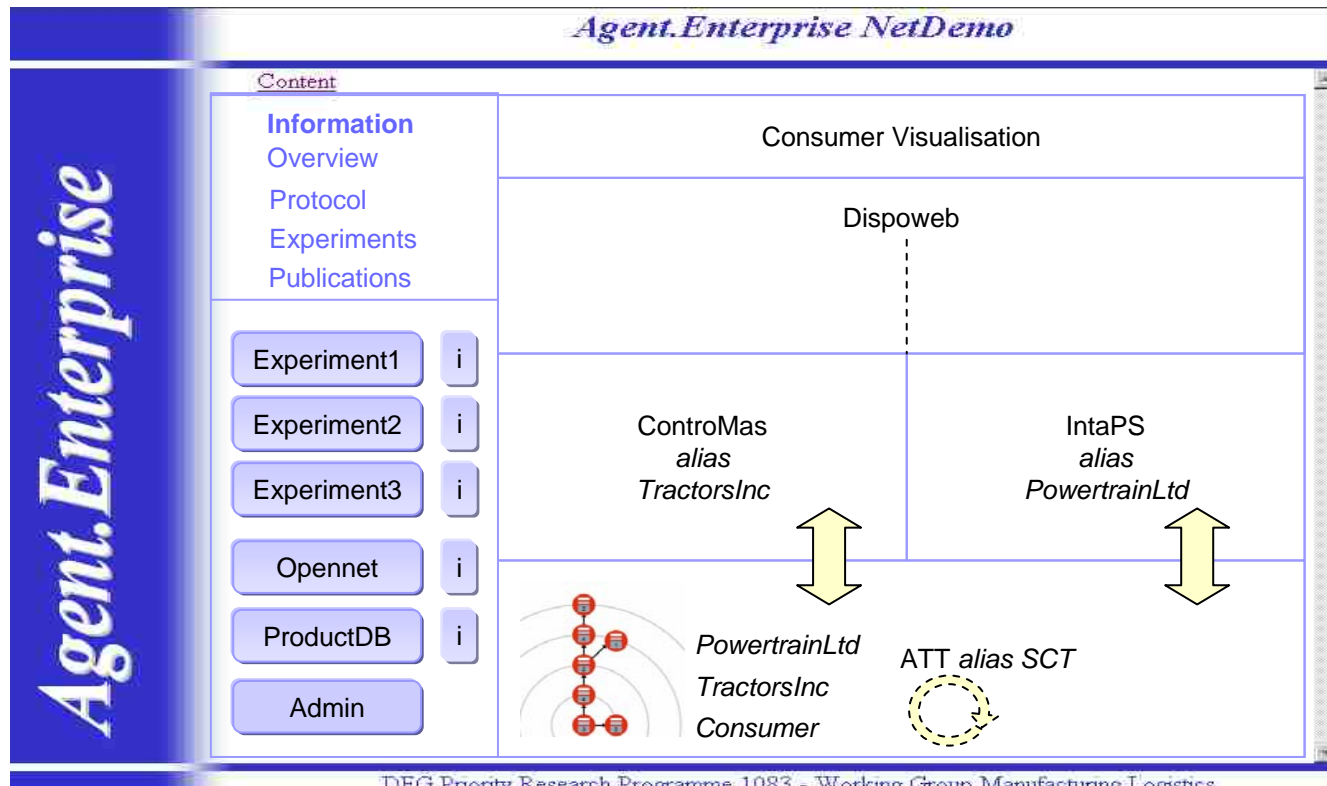 Agent.Enterprise NetDemo
Agent.Enterprise
Content
Information
Overview
Protocol
Experiments
Publications
Experiment1 i
Experiment2 i
Experiment3 i
Opennet i
ProductDB i
Admin
Consumer Visualisation
Dispoweb
ControMas
alias
TractorsInc
IntaPS
alias
PowertrainLtd
PowertrainLtd
TractorsInc
Consumer
ATT alias SCT
DFG Priority Research Programme 1083 - Working Group Manufacturing Logistics